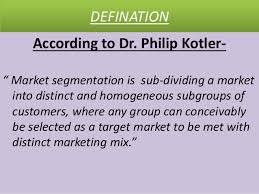 DEFINATION
According to Dr. Philip Kotler-
“ Market segmentation is  sub-dividing a market
into distinct and homogeneous subgroups of
customers, where any group can conceivably
be selected as a target market to be met with
distinct marketing mix.”